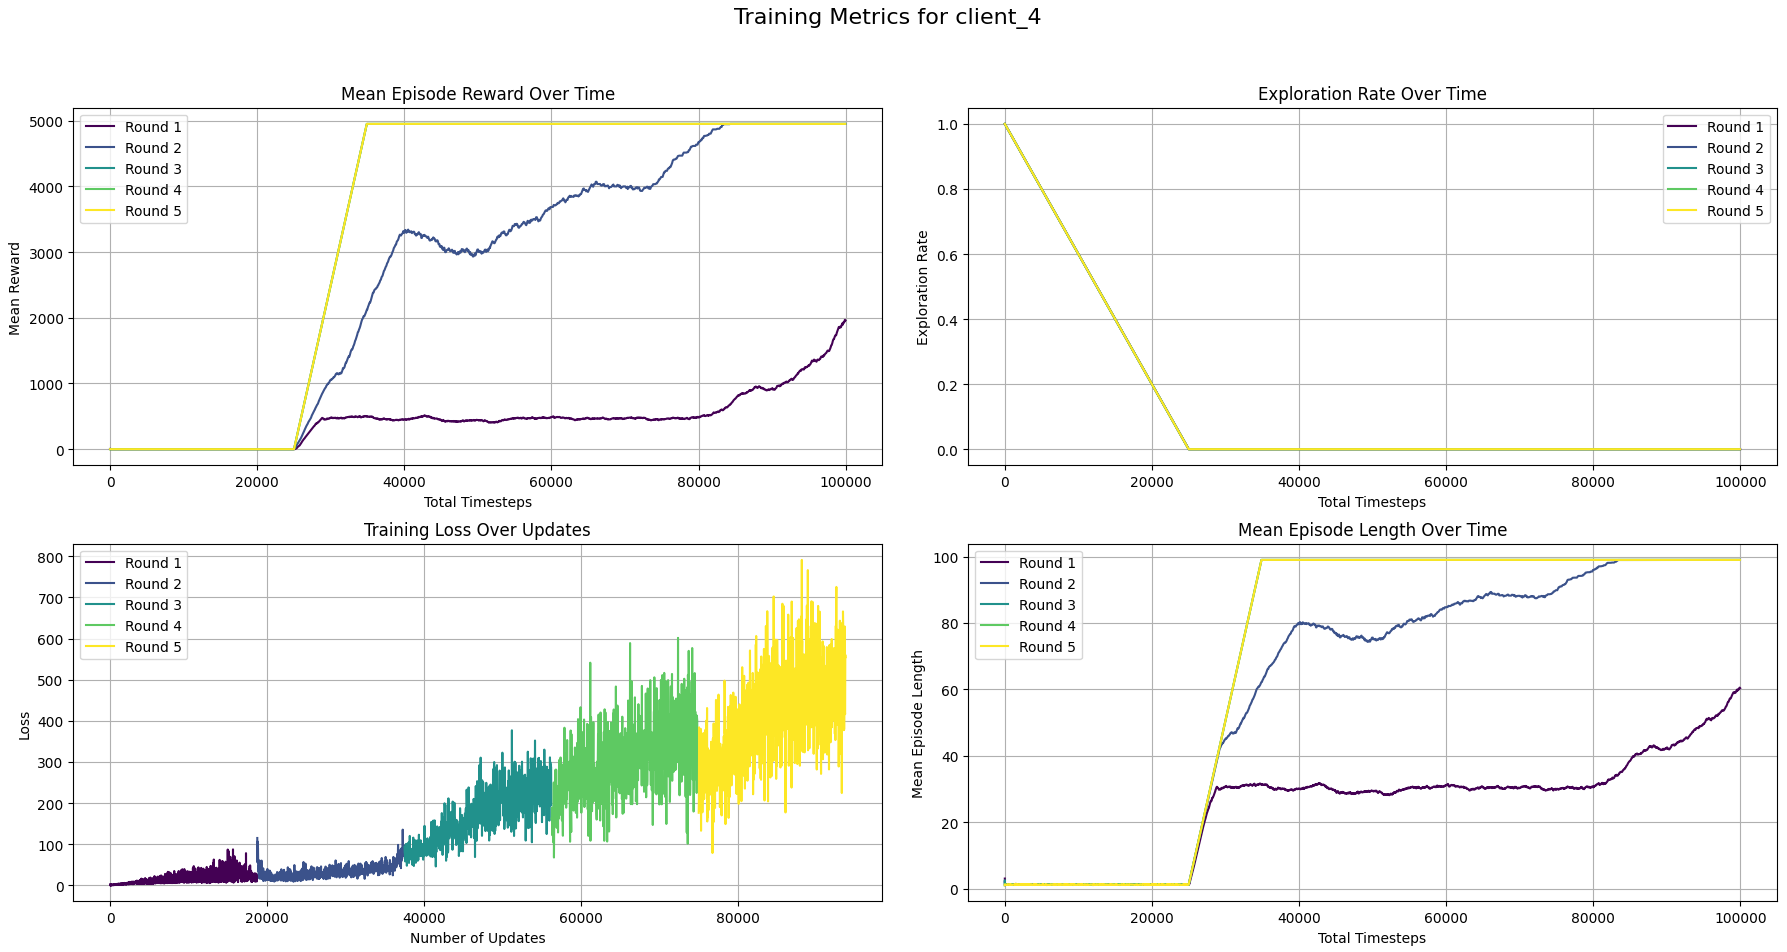 Training Metrics for client_4
Mean Episode Reward Over Time
Mean Reward
5000
4000
3000
2000
1000
0
Round 1
Round 2
Round 3
Round 4
Round 5
0 20000 40000 60000 80000 100000
Total Timesteps
Exploration Rate Over Time
Exploration Rate
1.0
0.8
0.6
0.4
0.2
0.0
Round 1
Round 2
Round 3
Round 4
Round 5
0 20000 40000 60000 80000 100000
Total Timesteps
Training Loss Over Updates
Loss
800
700
600
500
400
300
200
100
0
Round 1
Round 2
Round 3
Round 4
Round 5
0 20000 40000 60000 80000
Number of Updates
Mean Episode Length Over Time
Mean Episode Length
100
80
60
40
20
0
Round 1
Round 2
Round 3
Round 4
Round 5
0 20000 40000 60000 80000 100000
Total Timesteps